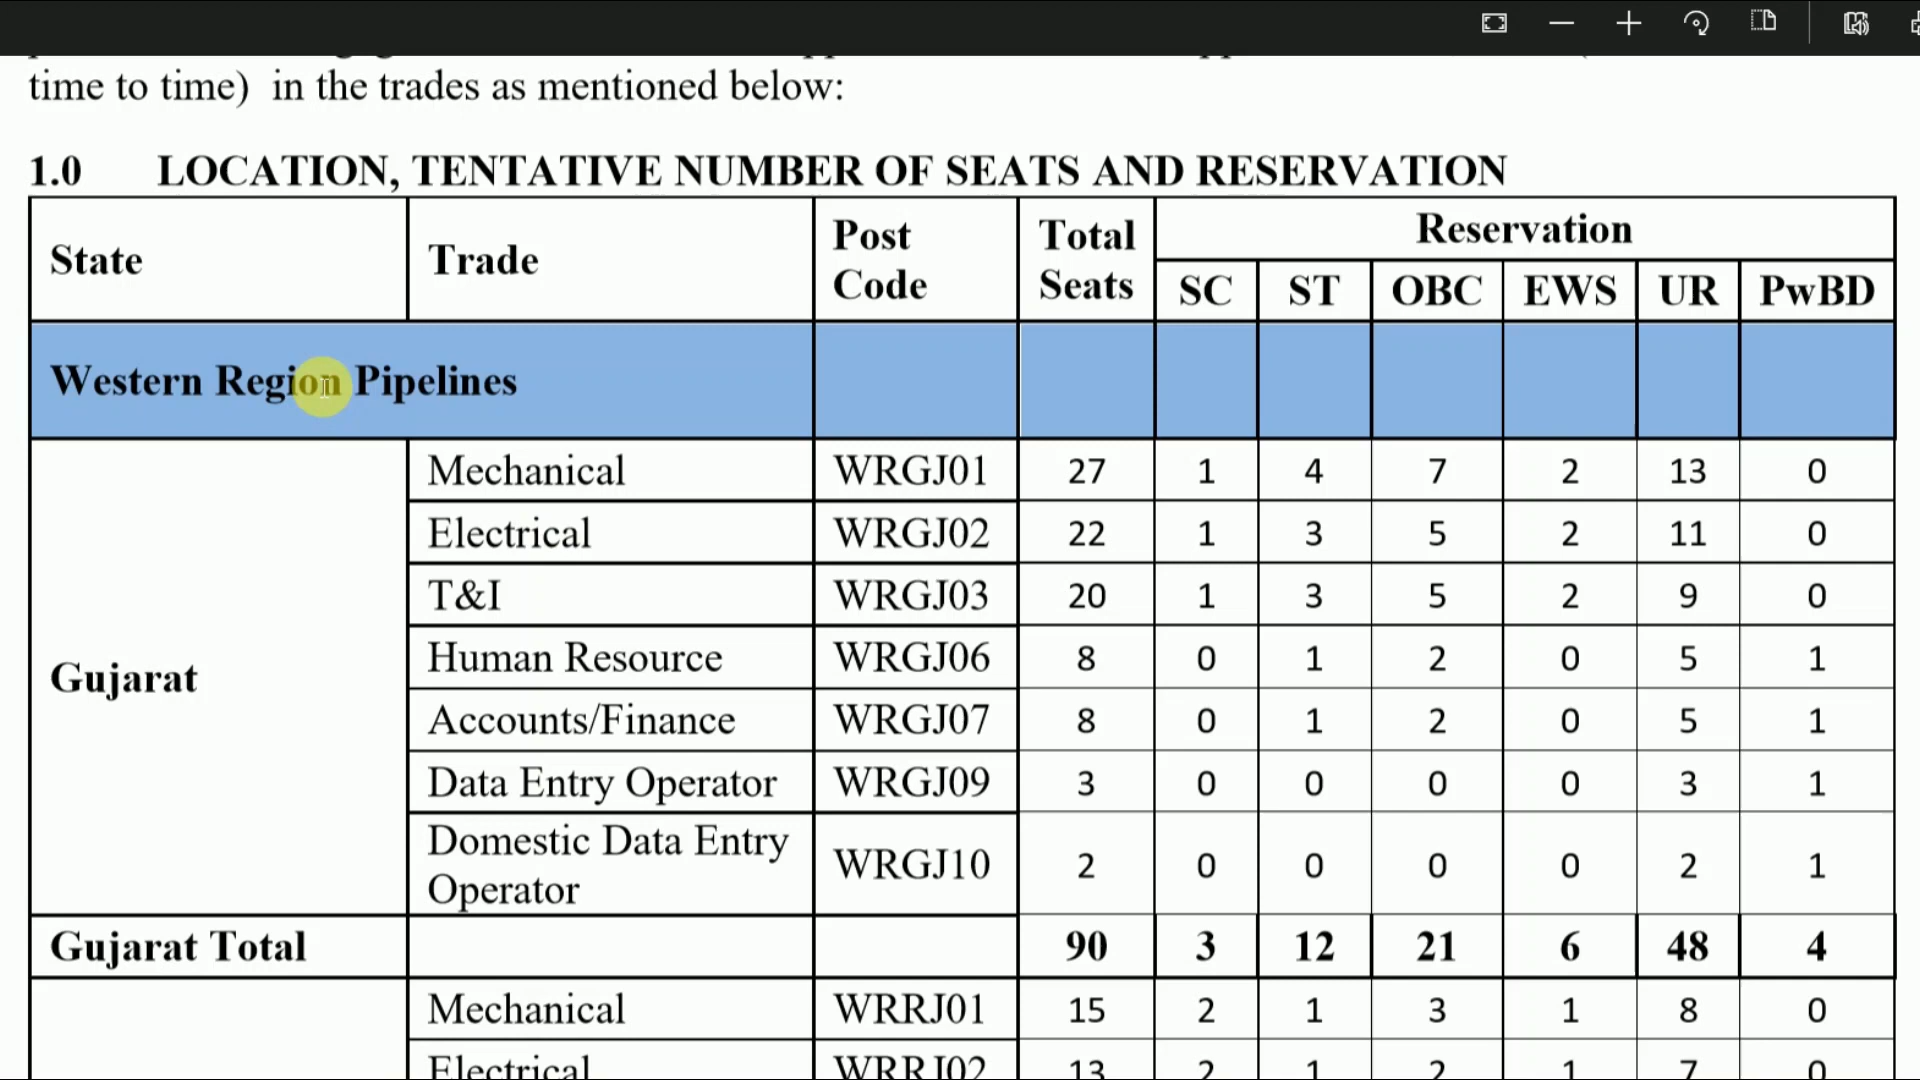 time to time) in the trades as mentioned below:
1.0 LOCATION, TENTATIVE NUMBER OF SEATS AND RESERVATION
State Trade Post Code Total Seats Reservation
SC ST OBC EWS UR PwBD
Western Region Pipelines
Gujarat
Mechanical WRGJ01 27 1 4 7 2 13 0
Electrical WRGJ02 22 1 3 5 2 11 0
T&I WRGJ03 20 1 3 5 2 9 0
Human Resource WRGJ06 8 0 1 2 0 5 1
Accounts/Finance WRGJ07 8 0 1 2 0 5 1
Data Entry Operator WRGJ09 3 0 0 0 0 3 1
Domestic Data Entry Operator WRGJ10 2 0 0 0 0 2 1
Gujarat Total 90 3 12 21 6 48 4
Mechanical WRRJ01 15 2 1 3 1 8 0
Electrical WRRJ02 13 2 1 2 1 7 0